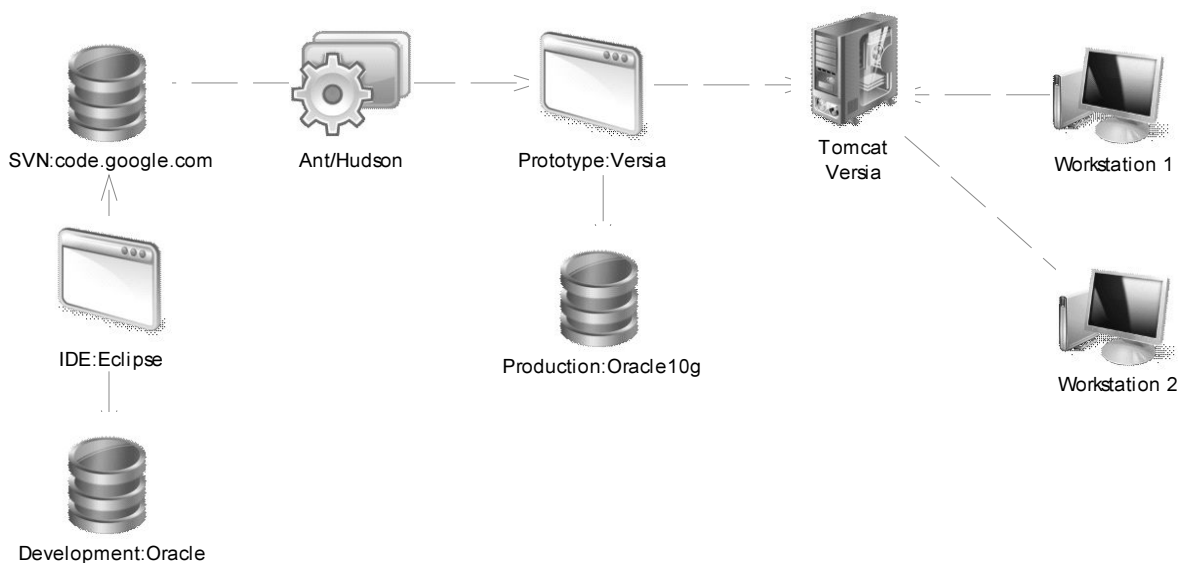 SVN:code.google.com
Ant/Hudson
Prototype:Versia
Tomcat
Versia
Workstation 1
IDE:Eclipse
Production:Oracle10g
Workstation 2
Development:Oracle